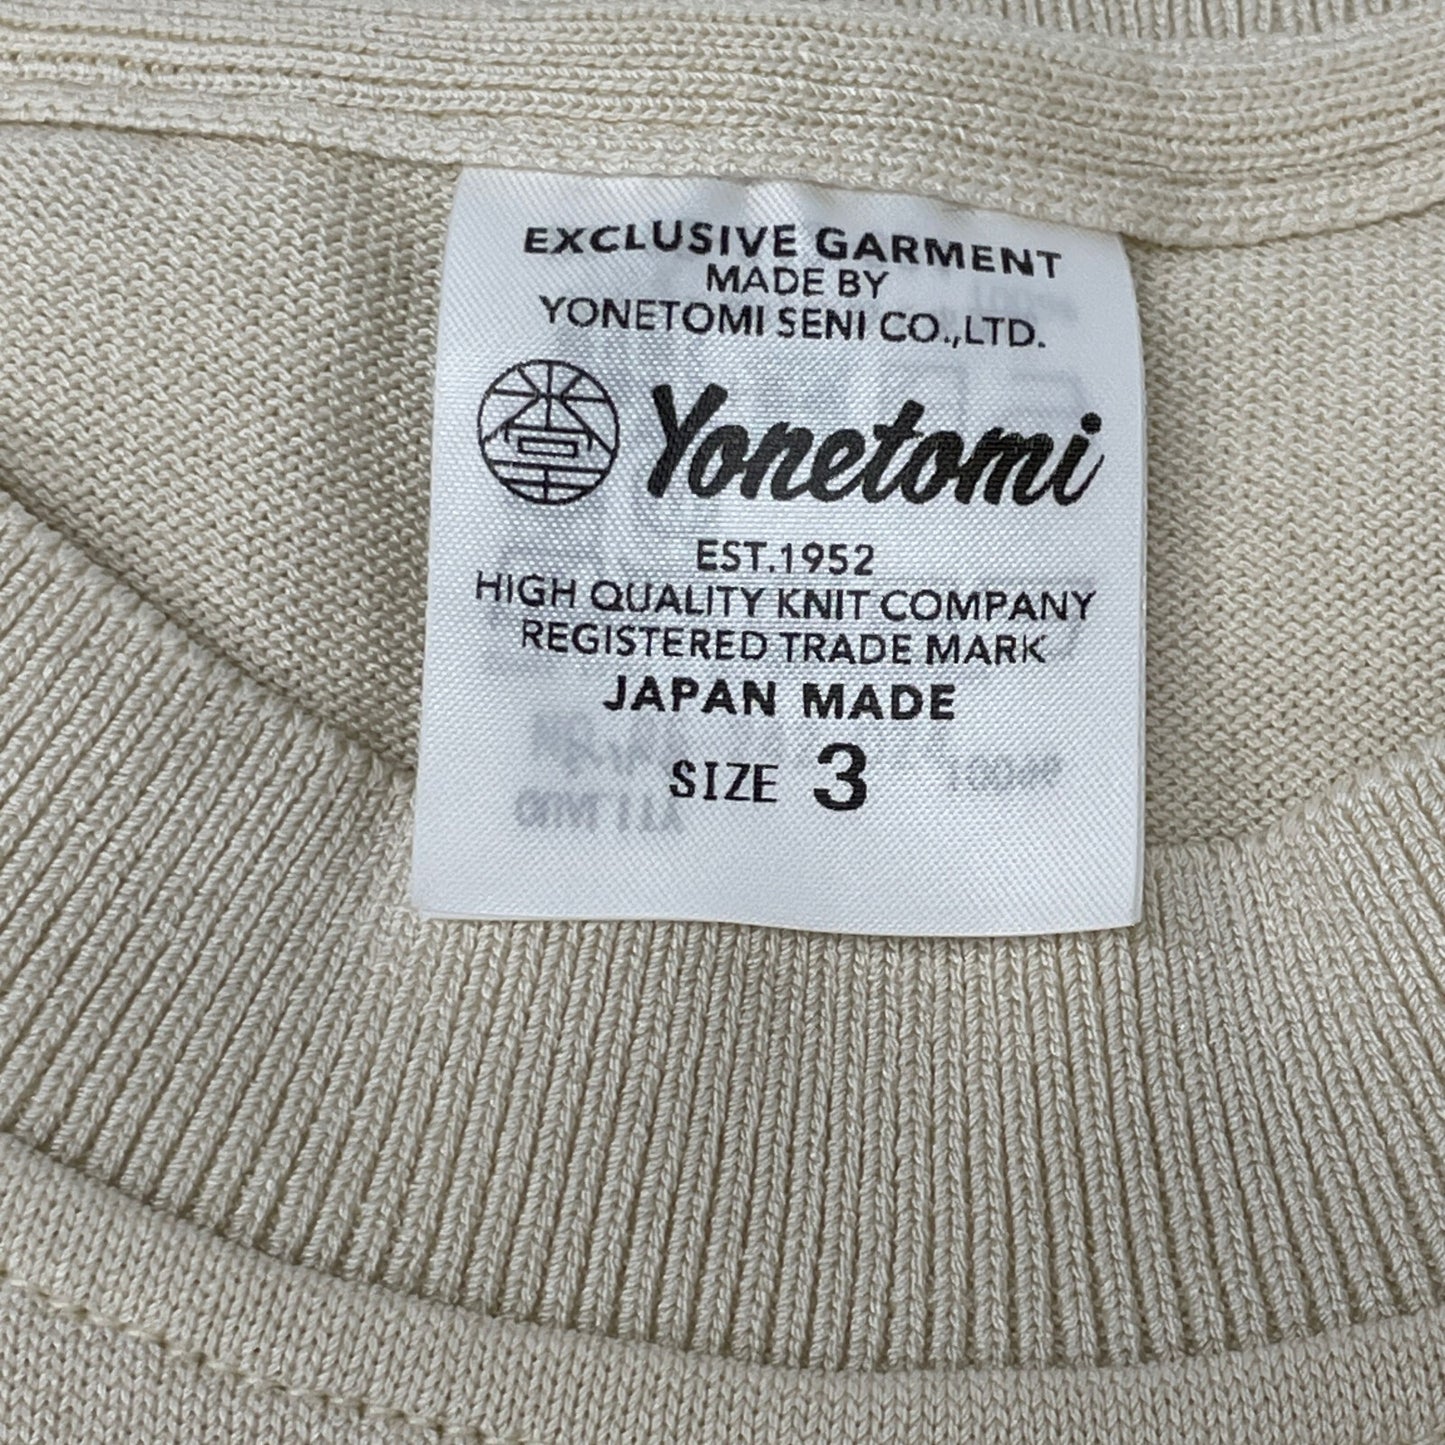 EXCLUSIVE GARMENT
MADE BY
YONETOMI SENI CO.,LTD.
Yonetomi
EST.1952
HIGH QUALITY KNIT COMPANY
REGISTERED TRADE MARK
JAPAN MADE
SIZE 3